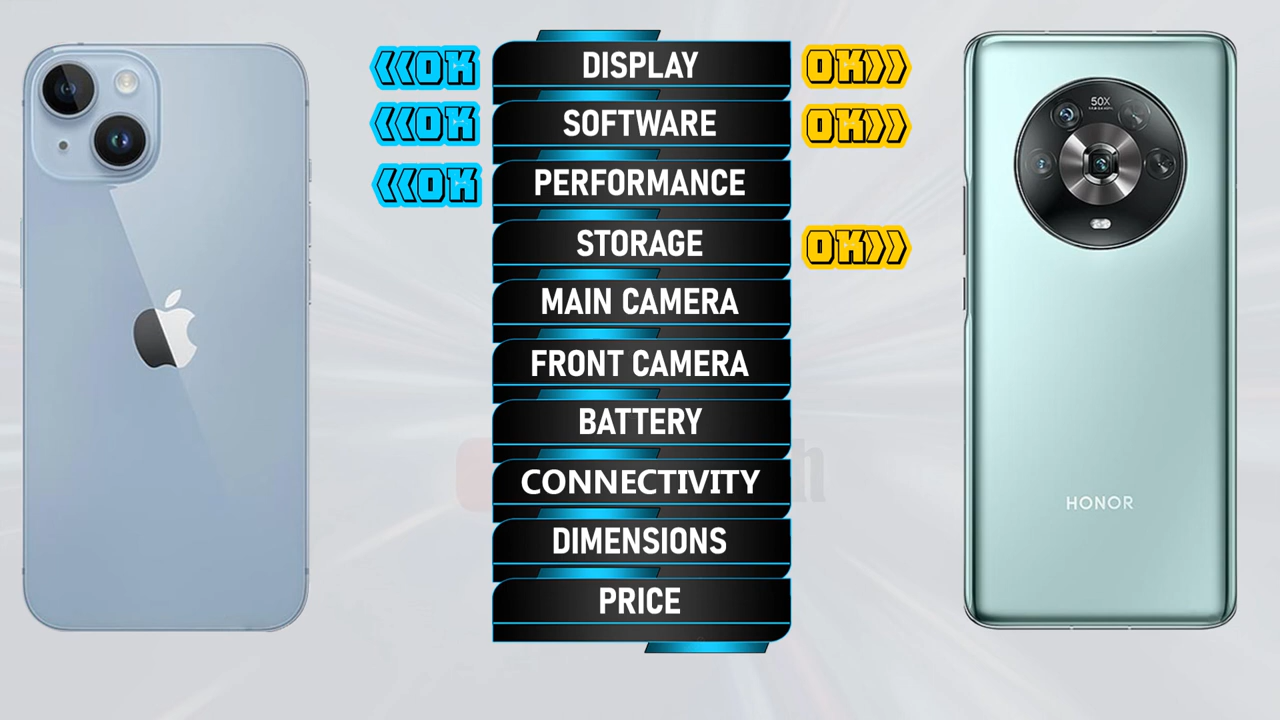 OK DISPLAY OK
OK SOFTWARE OK
OK PERFORMANCE
STORAGE OK
MAIN CAMERA
FRONT CAMERA
BATTERY
CONNECTIVITY
DIMENSIONS
PRICE
50X
HONOR